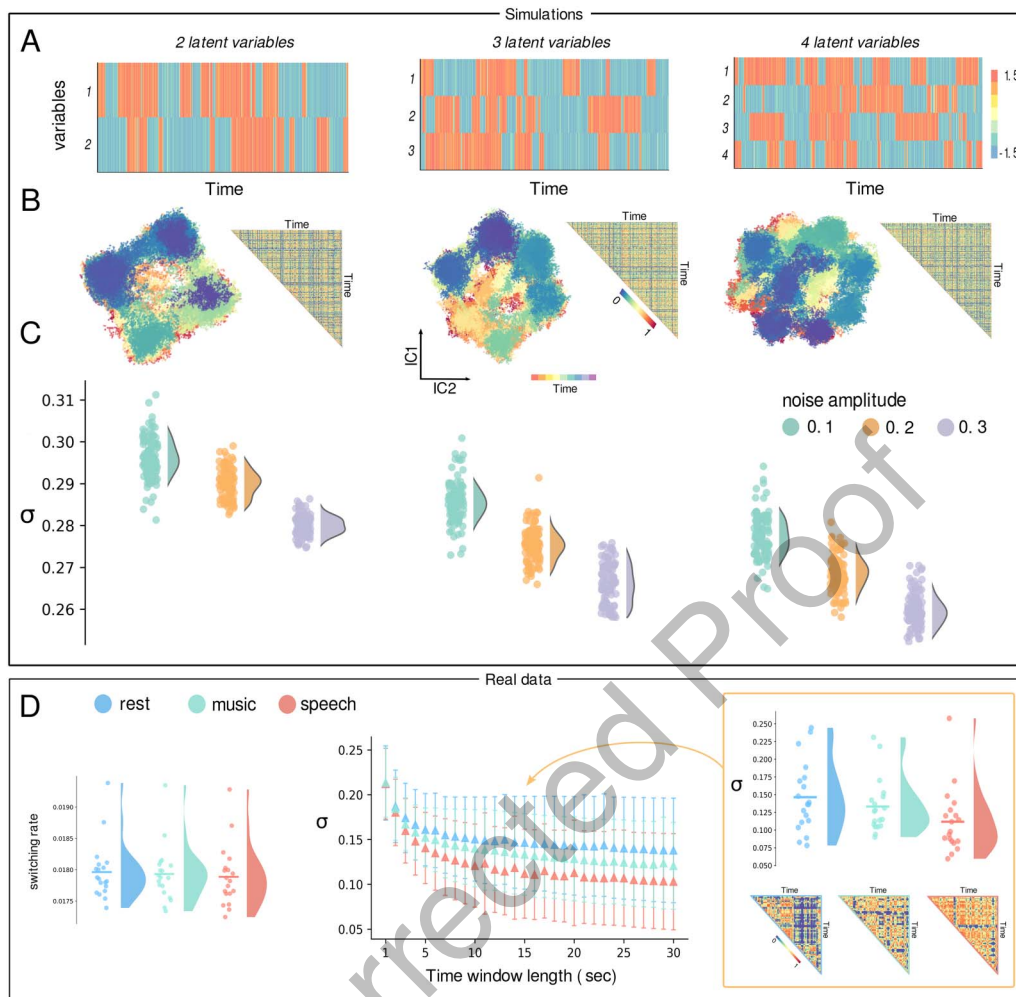 Simulations
A
2 latent variables
3 latent variables
4 latent variables
variables
1
2
1
2
3
1
2
3
4
1.5
-1.5
Time
Time
Time
B
Time
Time
Time
Time
0
1
Time
Time
IC1
IC2
Time
C
noise amplitude
0.1
0.2
0.3
σ
0.31
0.30
0.29
0.28
0.27
0.26
Real data
D
rest
music
speech
switching rate
0.0190
0.0185
0.0180
0.0175
σ
0.25
0.20
0.15
0.10
0.05
1
5
10
15
20
25
30
Time window length ( sec)
σ
0.250
0.225
0.200
0.175
0.150
0.125
0.100
0.075
0.050
Time
Time
0
1
Time
Time
Time
Time
rrected Proof